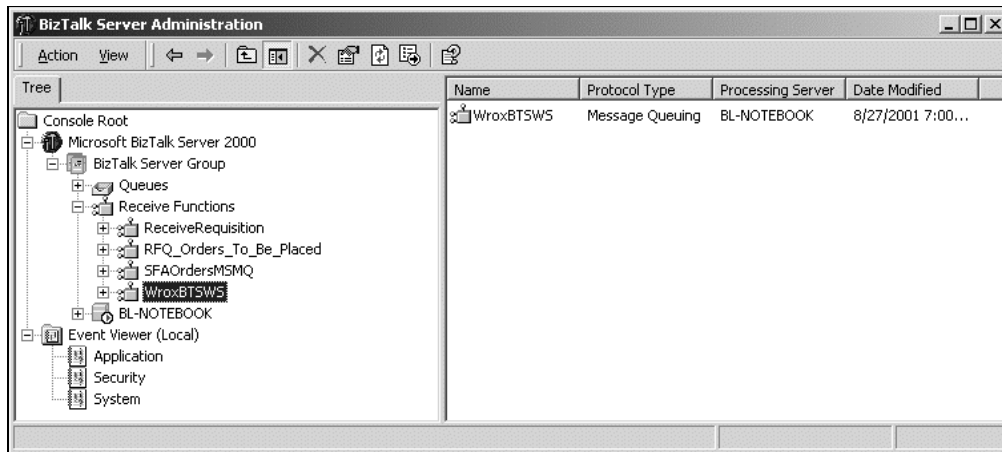 BizTalk Server Administration
Action View
Tree
Name Protocol Type Processing Server Date Modified
WroxBTSWS Message Queuing BL-NOTEBOOK 8/27/2001 7:00...
Console Root
Microsoft BizTalk Server 2000
BizTalk Server Group
Queues
Receive Functions
ReceiveRequisition
RFQ_Orders_To_Be_Placed
SFAOrdersMSMQ
WroxBTSWS
BL-NOTEBOOK
Event Viewer (Local)
Application
Security
System